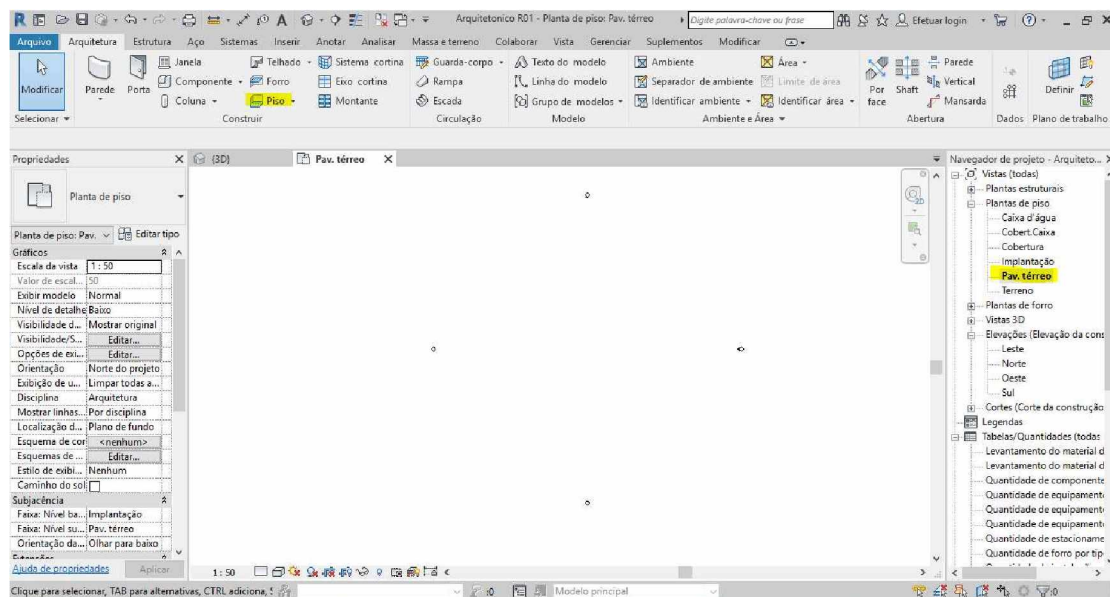 Arquitetonico R01 - Planta de piso: Pav. térreo
Digite palavra-chave ou frase
Efetuar login
Arquivo Arquitetura Estrutura Aço Sistemas Inserir Anotar Analisar Massa e terreno Colaborar Vista Gerenciar Suplementos Modificar
Modificar
Selecionar
Parede
Porta
Janela
Componente
Coluna
Telhado
Forro
Piso
Sistema cortina
Eixo cortina
Montante
Construir
Guarda-corpo
Rampa
Escada
Circulação
Texto do modelo
Linha do modelo
Grupo de modelos
Modelo
Ambiente
Separador de ambiente
Identificar ambiente
Área
Limite de área
Identificar área
Ambiente e Área
Por face
Shaft
Parede
Vertical
Mansarda
Abertura
Dados
Definir
Plano de trabalho
Propriedades
Planta de piso
Planta de piso: Pav.
Editar tipo
Gráficos
Escala da vista 1 : 50
Valor de escal... 50
Exibir modelo Normal
Nível de detalhe Baixo
Visibilidade d... Mostrar original
Visibilidade/S... Editar...
Opções de exi... Editar...
Orientação Norte do projeto
Exibição de u... Limpar todas a...
Disciplina Arquitetura
Mostrar linhas... Por disciplina
Localização d... Plano de fundo
Esquema de cor <nenhum>
Esquemas de ... Editar...
Estilo de exibi... Nenhum
Caminho do sol
Subjacência
Faixa: Nível ba... Implantação
Faixa: Nível su... Pav. térreo
Orientação da... Olhar para baixo
Ajuda de propriedades
Aplicar
{3D}
Pav. térreo
1 : 50
Navegador de projeto - Arquiteto...
Vistas (todas)
Plantas estruturais
Plantas de piso
Caixa d'água
Cobert.Caixa
Cobertura
Implantação
Pav. térreo
Terreno
Plantas de forro
Vistas 3D
Elevações (Elevação da cons
Leste
Norte
Oeste
Sul
Cortes (Corte da construção
Legendas
Tabelas/Quantidades (todas
Levantamento do material d
Levantamento do material d
Quantidade de componente
Quantidade de equipament
Quantidade de equipament
Quantidade de equipament
Quantidade de estacioname
Quantidade de forro por tip
Clique para selecionar, TAB para alternativas, CTRL adiciona,
:0
Modelo principal
:0